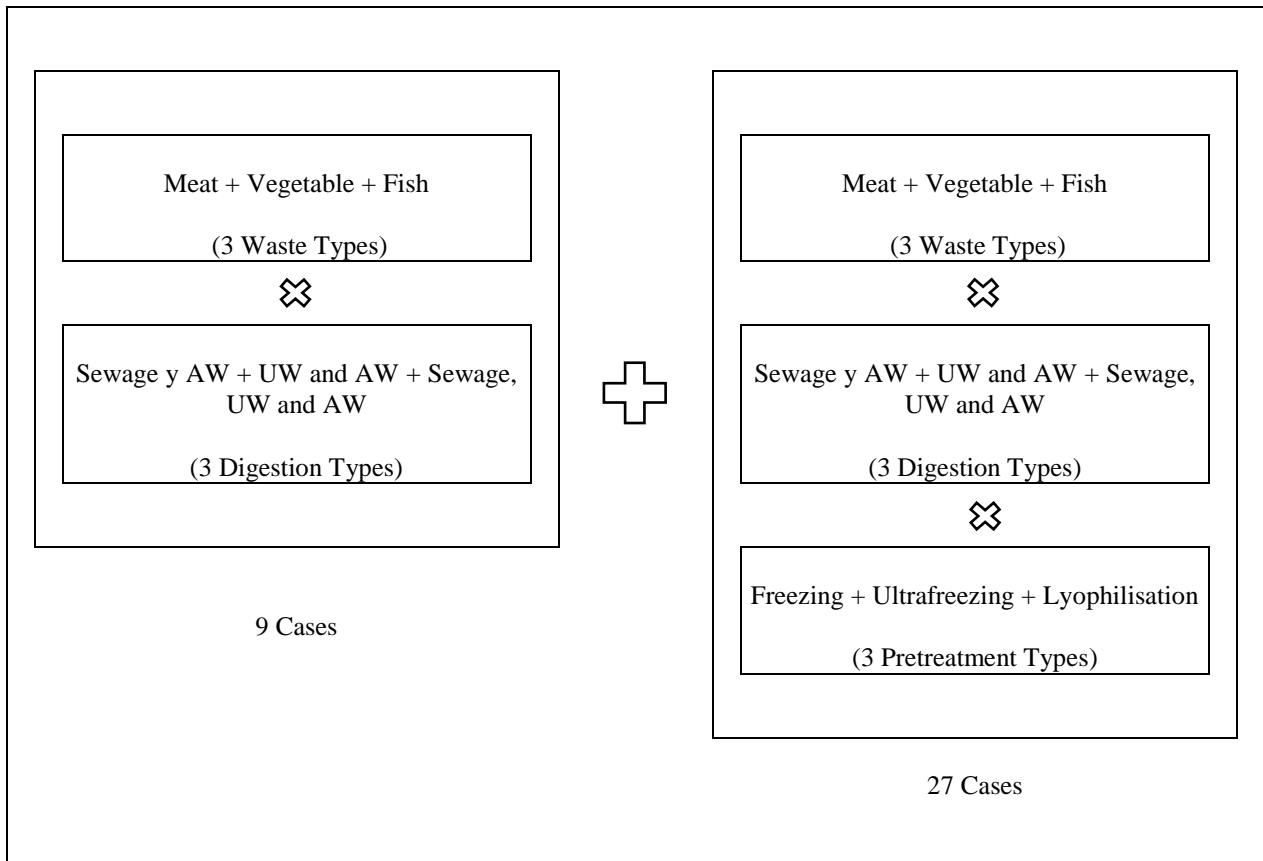 Meat + Vegetable + Fish
(3 Waste Types)
Sewage y AW + UW and AW + Sewage,
UW and AW
(3 Digestion Types)
9 Cases
Meat + Vegetable + Fish
(3 Waste Types)
Sewage y AW + UW and AW + Sewage,
UW and AW
(3 Digestion Types)
Freezing + Ultrafreezing + Lyophilisation
(3 Pretreatment Types)
27 Cases